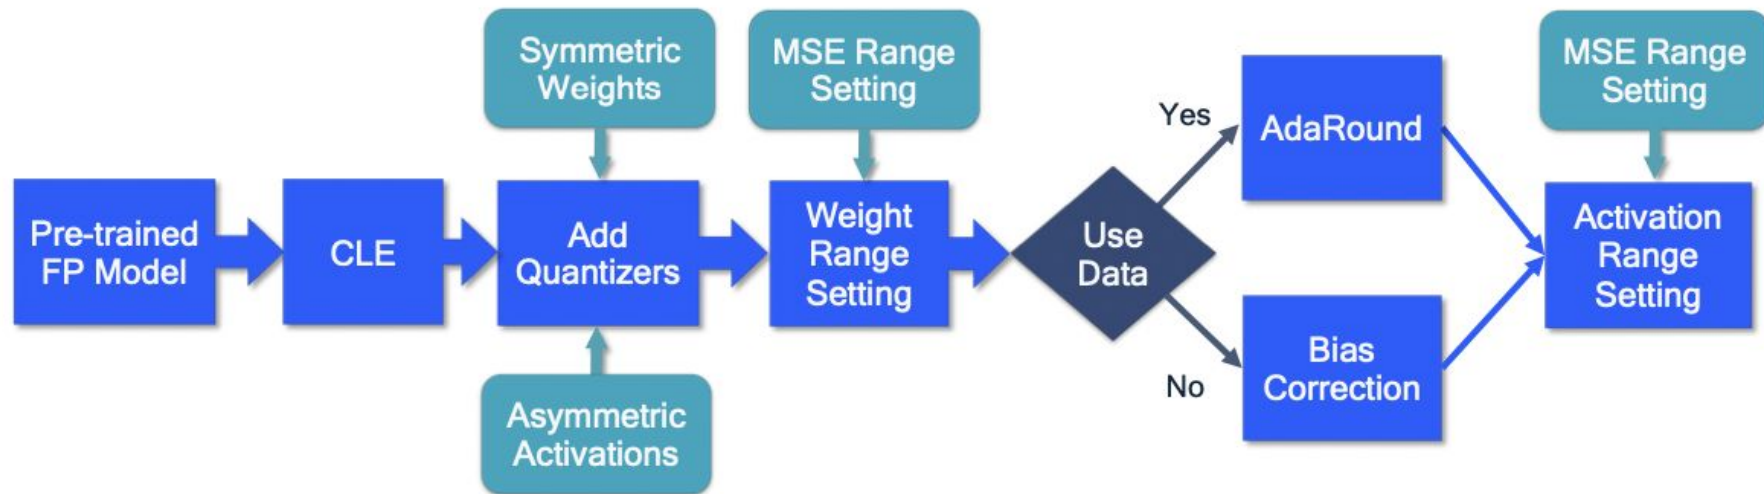 Symmetric
Weights
MSE Range
Setting
MSE Range
Setting
Yes
AdaRound
Pre-trained
FP Model
CLE
Add
Quantizers
Weight
Range
Setting
Use
Data
Activation
Range
Setting
No
Bias
Correction
Asymmetric
Activations